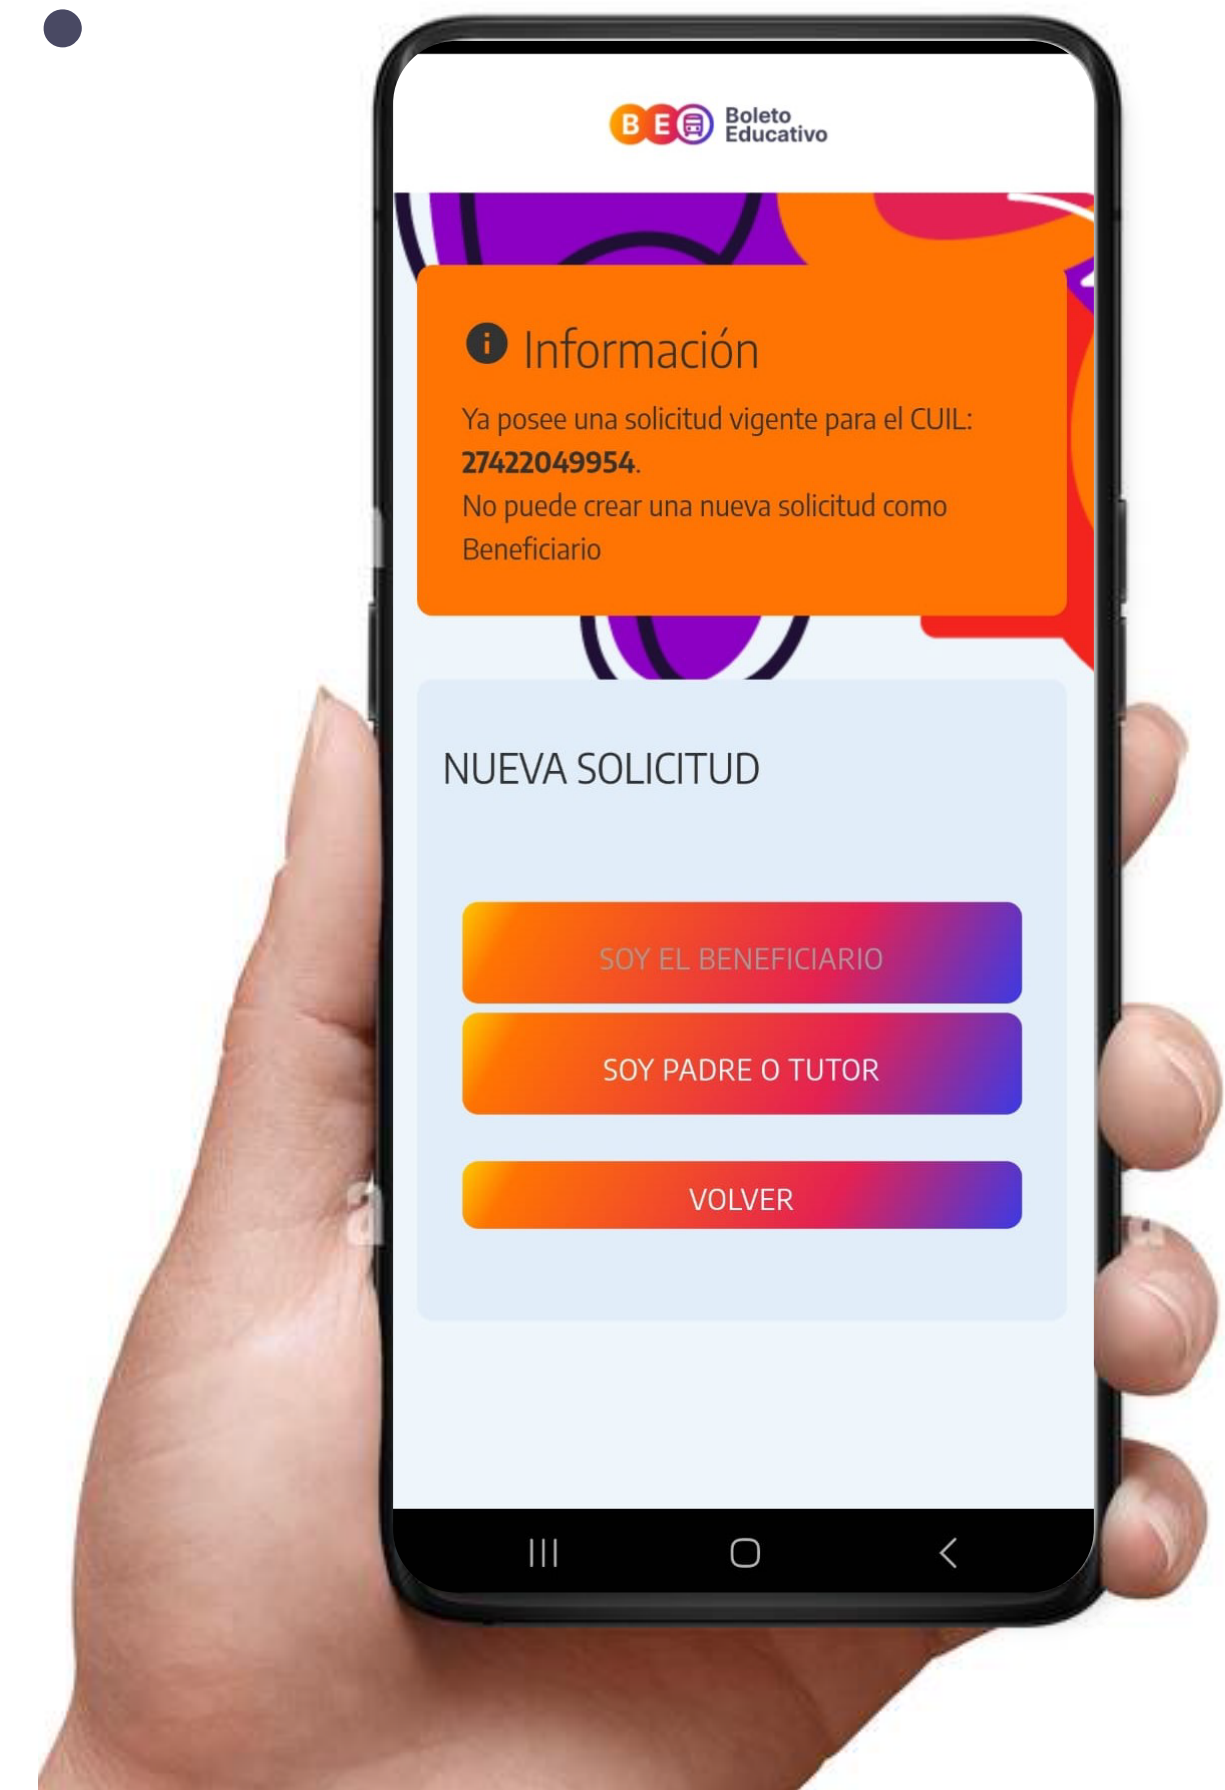 BE
Boleto
Educativo
Información
Ya posee una solicitud vigente para el CUIL:
27422049954.
No puede crear una nueva solicitud como
Beneficiario
NUEVA SOLICITUD
SOY EL BENEFICIARIO
SOY PADRE O TUTOR
VOLVER
a
a